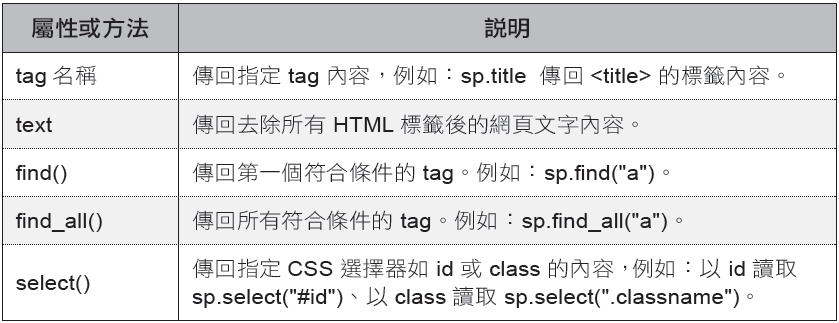 屬性或方法 說明
tag 名稱 傳回指定 tag 內容，例如：sp.title 傳回 <title> 的標籤內容。
text 傳回去除所有 HTML 標籤後的網頁文字內容。
find() 傳回第一個符合條件的 tag。例如：sp.find("a")。
find_all() 傳回所有符合條件的 tag。例如：sp.find_all("a")。
select() 傳回指定 CSS 選擇器如 id 或 class 的內容，例如：以 id 讀取
sp.select("#id")、以 class 讀取 sp.select(".classname")。